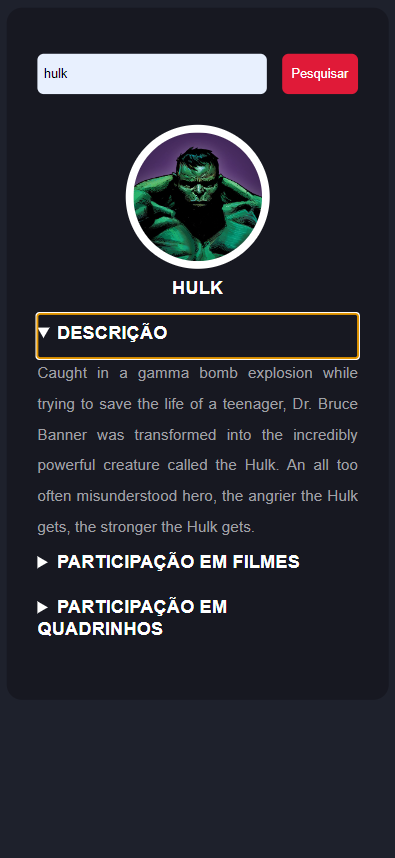 hulk
Pesquisar
HULK
DESCRIÇÃO
Caught in a gamma bomb explosion while
trying to save the life of a teenager, Dr. Bruce
Banner was transformed into the incredibly
powerful creature called the Hulk. An all too
often misunderstood hero, the angrier the Hulk
gets, the stronger the Hulk gets.
PARTICIPAÇÃO EM FILMES
PARTICIPAÇÃO EM
QUADRINHOS